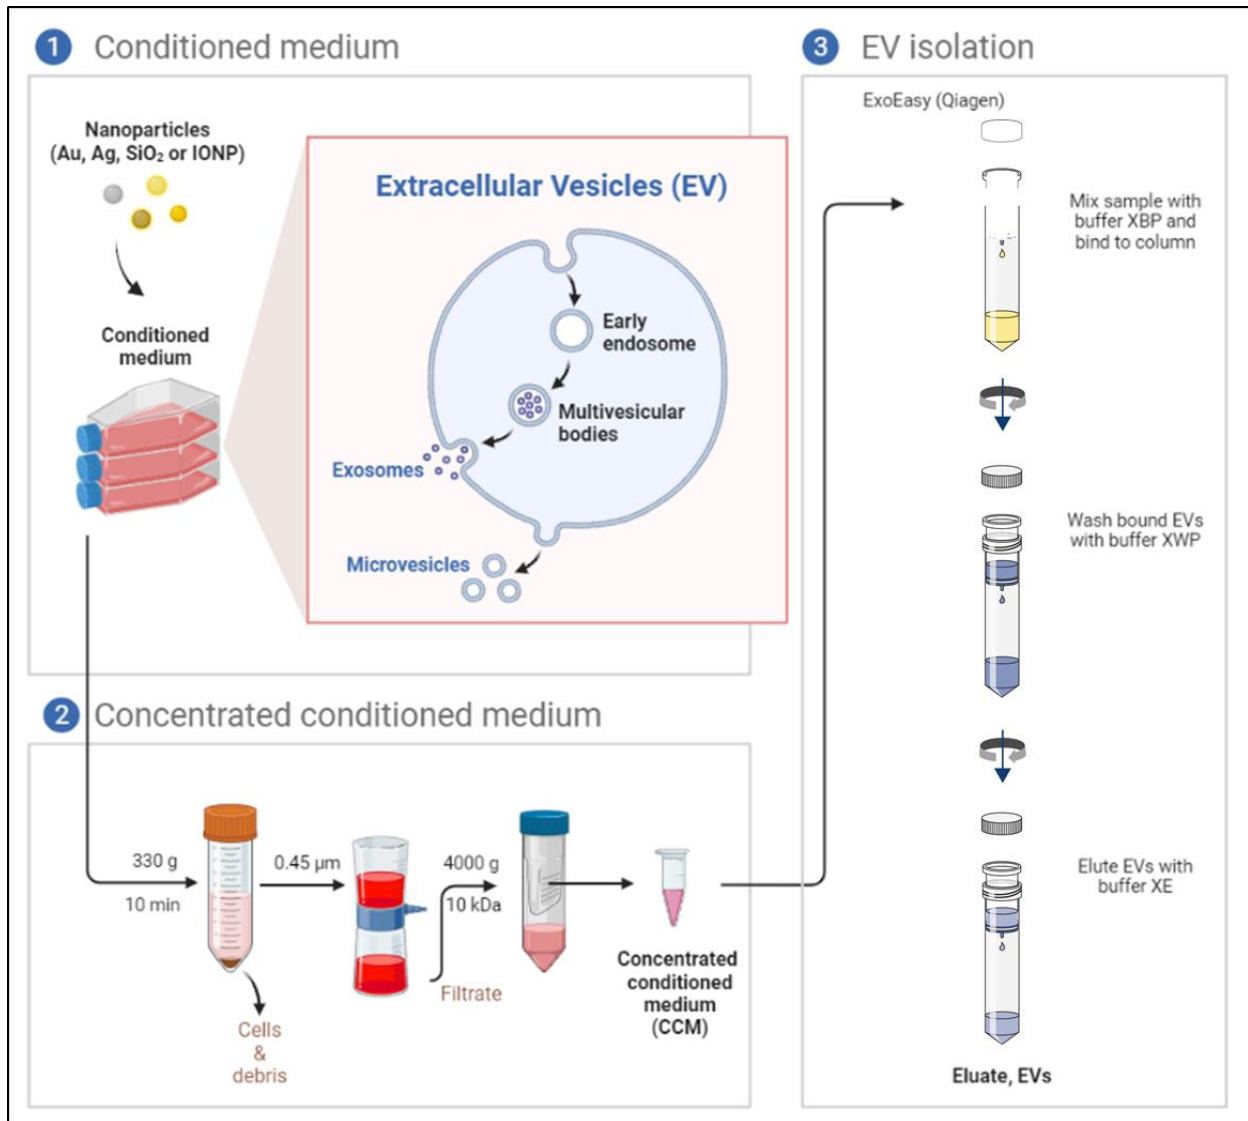 1 Conditioned medium
Nanoparticles
(Au, Ag, SiO₂ or IONP)
Conditioned
medium
Extracellular Vesicles (EV)
Early
endosome
Multivesicular
bodies
Exosomes
Microvesicles
2 Concentrated conditioned medium
330 g
10 min
0.45 µm
4000 g
10 kDa
Filtrate
Cells
&
debris
Concentrated
conditioned
medium
(CCM)
3 EV isolation
ExoEasy (Qiagen)
Mix sample with
buffer XBP and
bind to column
Wash bound EVs
with buffer XWP
Elute EVs with
buffer XE
Eluate, EVs